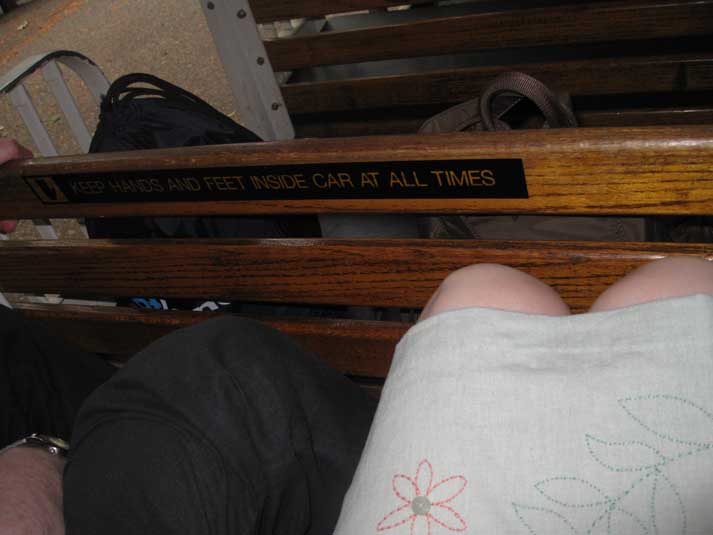 KEEP HANDS AND FEET INSIDE CAR AT ALL TIMES